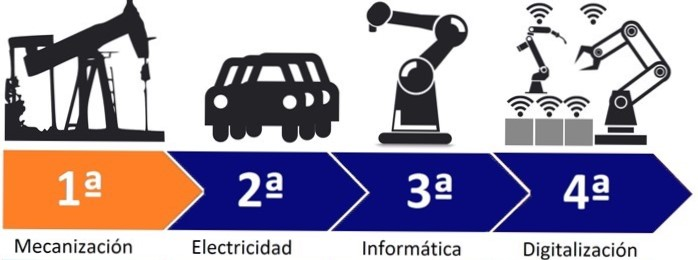 1ª
2ª
3ª
4ª
Mecanización
Electricidad
Informática
Digitalización